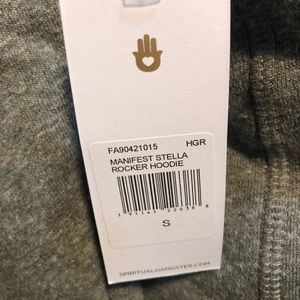 FA90421015 HGR
MANIFEST STELLA
ROCKER HOODIE
S
SPIRITUALGANGSTER.COM